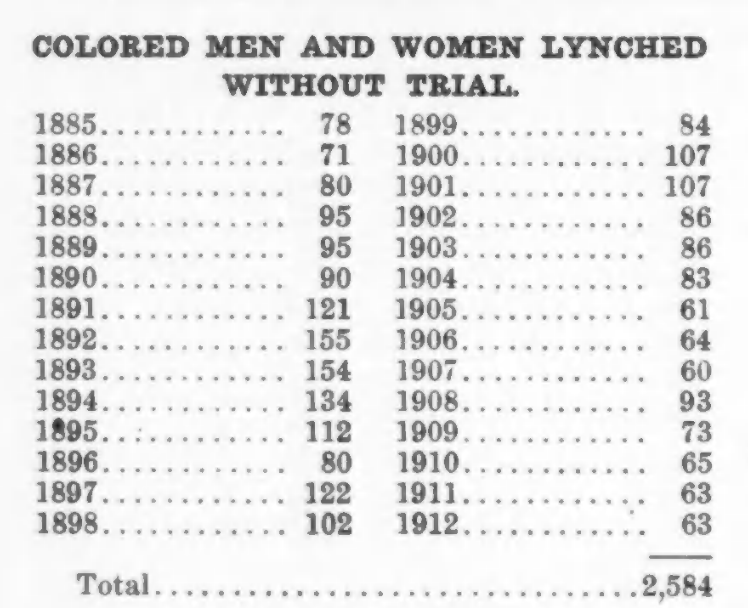 COLORED MEN AND WOMEN LYNCHED
WITHOUT TRIAL.
1885............ 78 1899............ 84
1886............ 71 1900............ 107
1887............ 80 1901............ 107
1888............ 95 1902............ 86
1889............ 95 1903............ 86
1890............ 90 1904............ 83
1891............ 121 1905............ 61
1892............ 155 1906............ 64
1893............ 154 1907............ 60
1894............ 134 1908............ 93
1895............ 112 1909............ 73
1896............ 80 1910............ 65
1897............ 122 1911............ 63
1898............ 102 1912............ 63
Total................................2,584